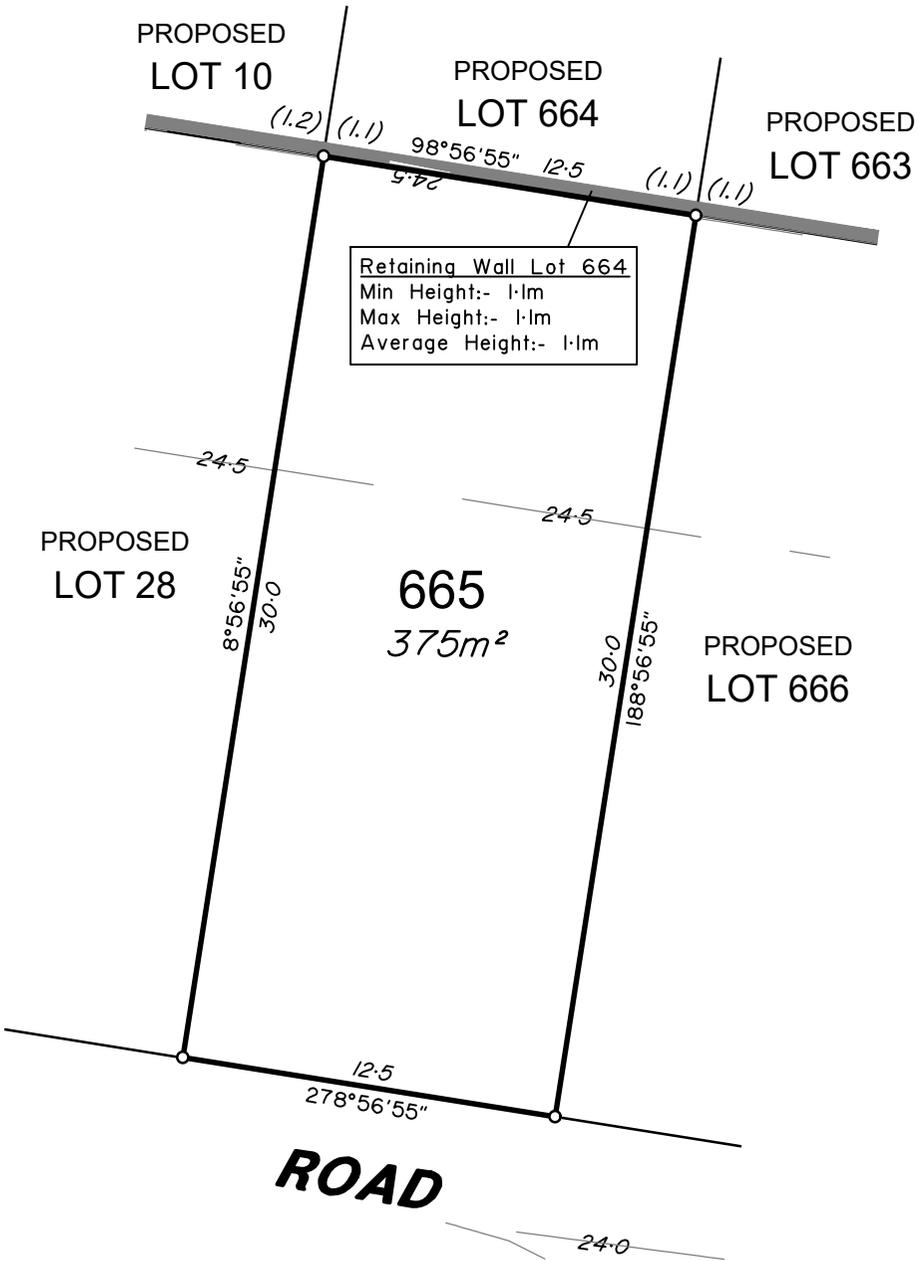 PROPOSED
LOT 10
PROPOSED
LOT 664
PROPOSED
LOT 663
(1.2) (1.1)
98°56'55" 12·5
(1.1) (1.1)
24·5
Retaining Wall Lot 664
Min Height:- 1·1m
Max Height:- 1·1m
Average Height:- 1·1m
24·5
24·5
PROPOSED
LOT 28
8°56'55"
30·0
665
375m²
30·0
188°56'55"
PROPOSED
LOT 666
12·5
278°56'55"
ROAD
24·0